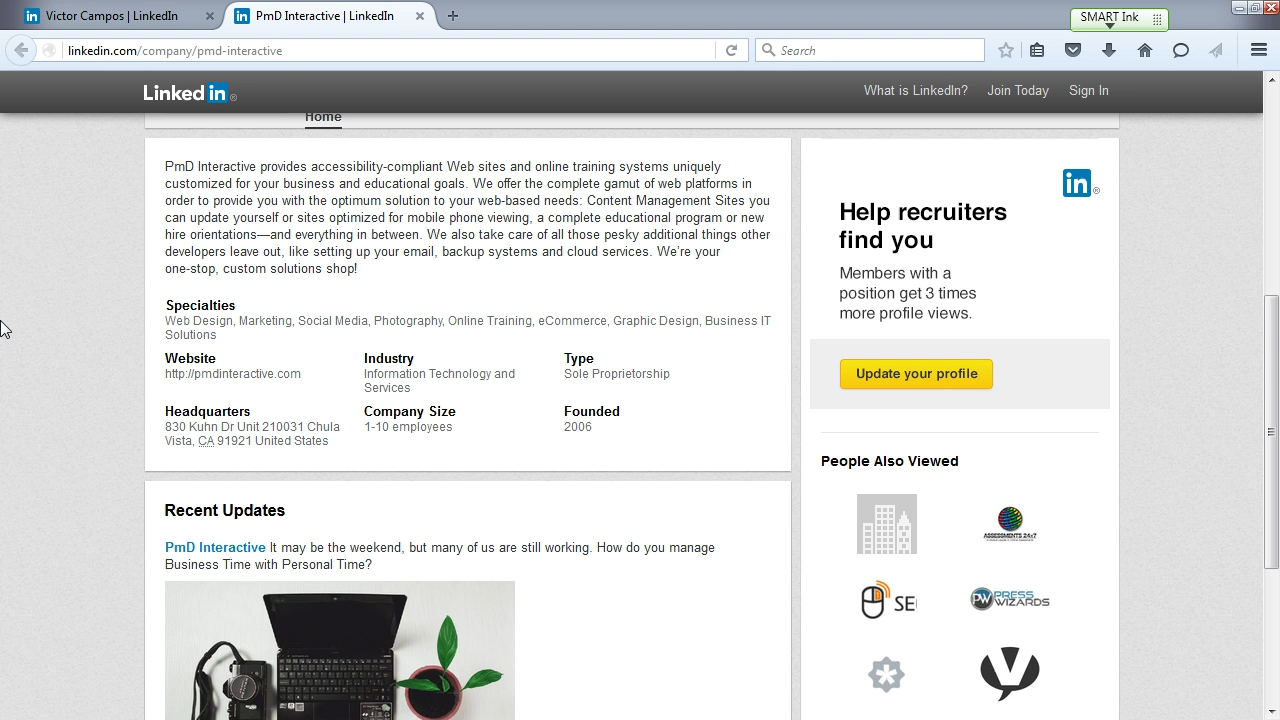 Victor Campos | LinkedIn
PmD Interactive | LinkedIn
SMART Ink
linkedin.com/company/pmd-interactive
Search
Linked in ®
What is LinkedIn?
Join Today
Sign In
Home
PmD Interactive provides accessibility-compliant Web sites and online training systems uniquely
customized for your business and educational goals. We offer the complete gamut of web platforms in
order to provide you with the optimum solution to your web-based needs: Content Management Sites you
can update yourself or sites optimized for mobile phone viewing, a complete educational program or new
hire orientations—and everything in between. We also take care of all those pesky additional things other
developers leave out, like setting up your email, backup systems and cloud services. We're your
one-stop, custom solutions shop!
Specialties
Web Design, Marketing, Social Media, Photography, Online Training, eCommerce, Graphic Design, Business IT
Solutions
Website
http://pmdinteractive.com
Industry
Information Technology and
Services
Type
Sole Proprietorship
Headquarters
830 Kuhn Dr Unit 210031 Chula
Vista, CA 91921 United States
Company Size
1-10 employees
Founded
2006
Recent Updates
PmD Interactive It may be the weekend, but many of us are still working. How do you manage
Business Time with Personal Time?
in ®
Help recruiters
find you
Members with a
position get 3 times
more profile views.
Update your profile
People Also Viewed
ASSESSMENTS 24x7
SE
PW PRESS
WIZARDS